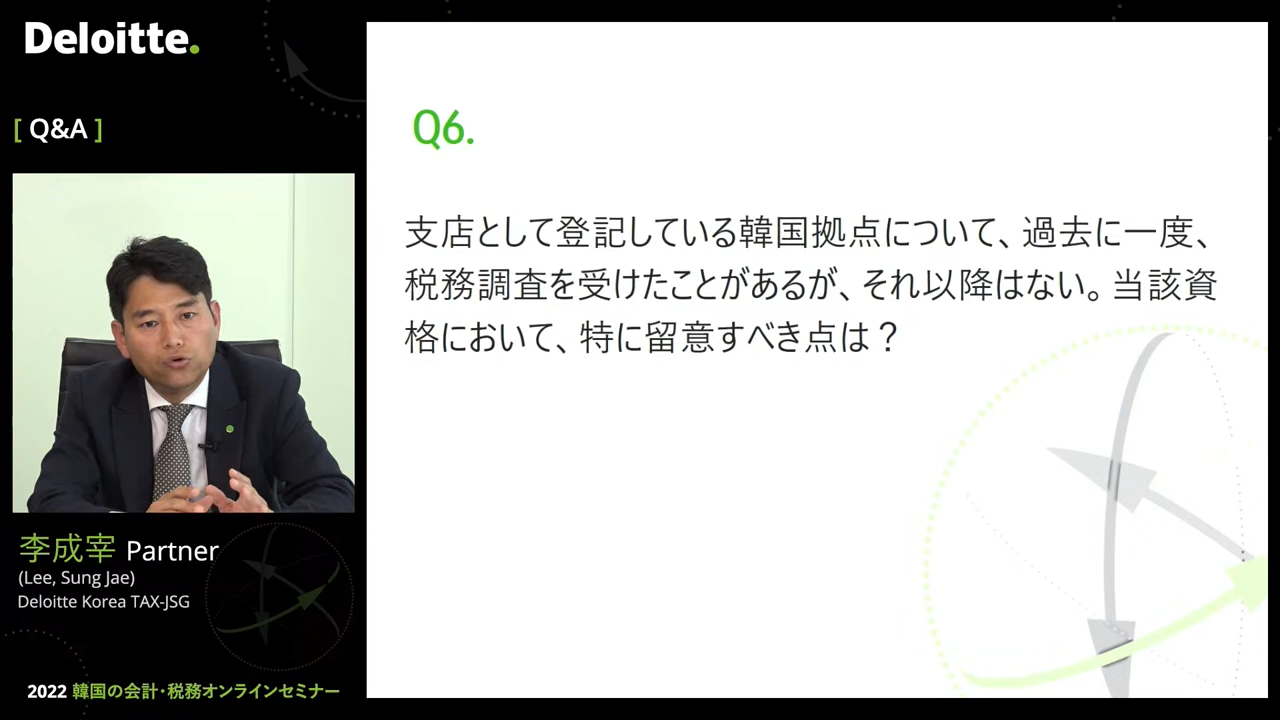 Deloitte.
[ Q&A ]
李成宰 Partner
(Lee, Sung Jae)
Deloitte Korea TAX-JSG
2022 韓国の会計・税務オンラインセミナー
Q6.
支店として登記している韓国拠点について、過去に一度、
税務調査を受けたことがあるが、それ以降はない。当該資
格において、特に留意すべき点は？